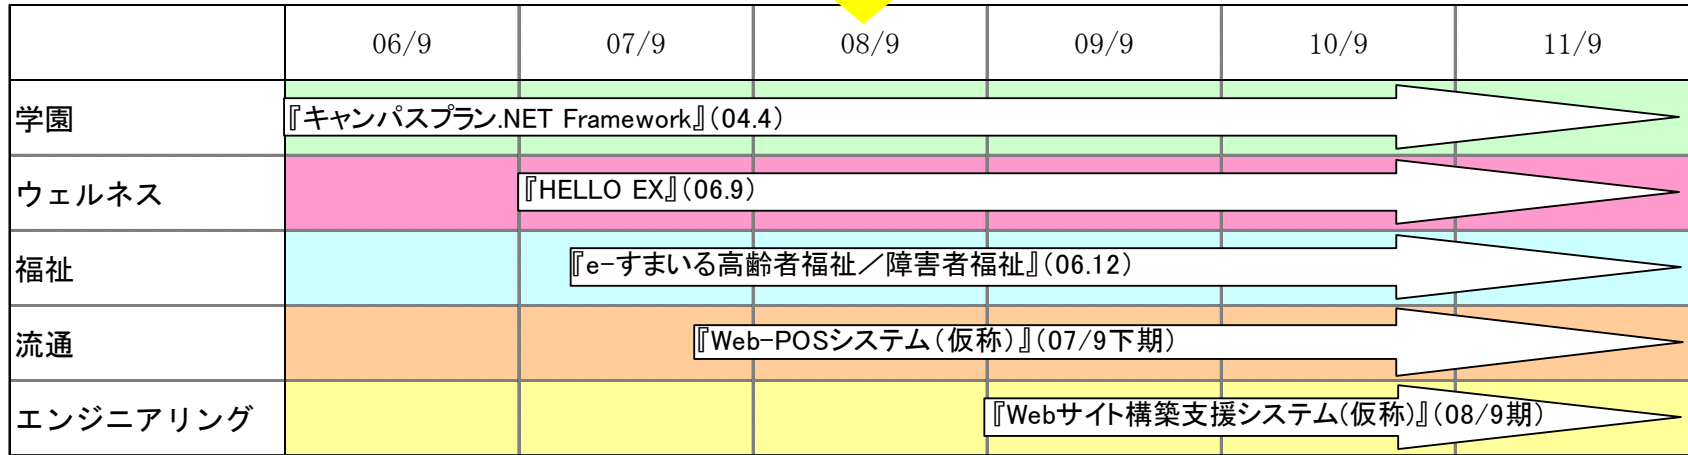 06/9 07/9 08/9 09/9 10/9 11/9
学園 『キャンパスプラン.NET Framework』(04.4)
ウェルネス 『HELLO EX』(06.9)
福祉 『e-すまいる高齢者福祉／障害者福祉』(06.12)
流通 『Web-POSシステム(仮称)』(07/9下期)
エンジニアリング 『Webサイト構築支援システム(仮称)』(08/9期)